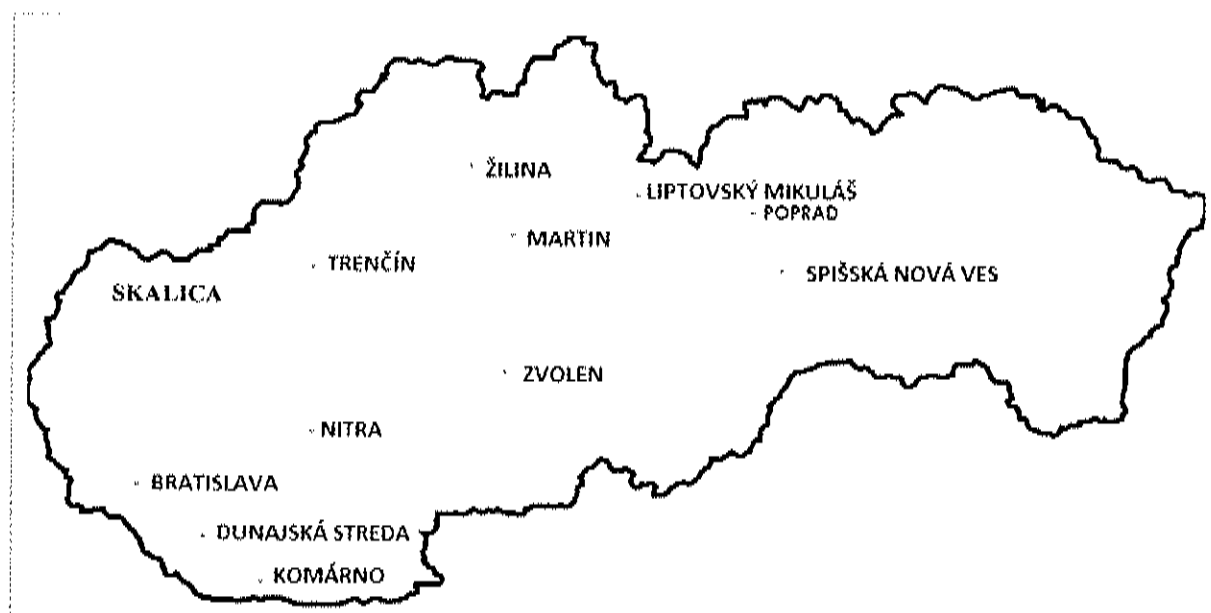 ŽILINA
LIPTOVSKÝ MIKULÁŠ
POPRAD
MARTIN
TRENČÍN
SPIŠSKÁ NOVÁ VES
SKALICA
ZVOLEN
NITRA
BRATISLAVA
DUNAJSKÁ STREDA
KOMÁRNO